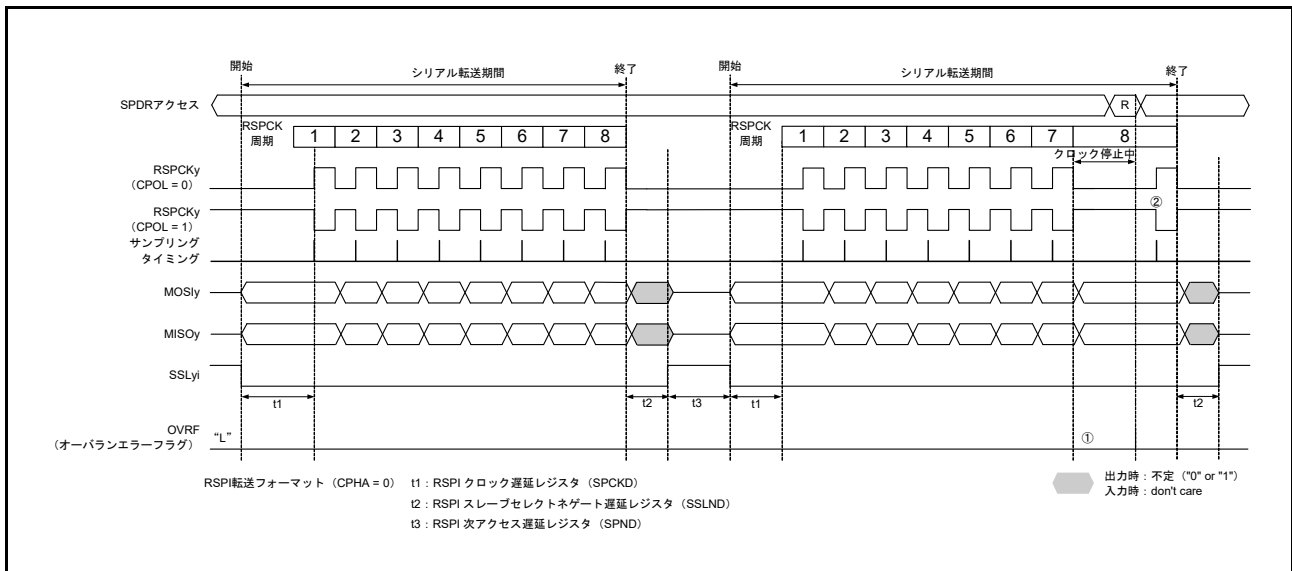 開始 シリアル転送期間 終了 開始 シリアル転送期間 終了
SPDRアクセス R
RSPCK
周期 1 2 3 4 5 6 7 8 RSPCK
周期 1 2 3 4 5 6 7 8
クロック停止中
RSPCKy
(CPOL = 0)
RSPCKy
(CPOL = 1) ②
サンプリング
タイミング
MOSIy
MISOy
SSLyi
t1 t2 t3 t1 t2
OVRF
(オーバランエラーフラグ) "L" ①
RSPI転送フォーマット(CPHA = 0) t1:RSPI クロック遅延レジスタ(SPCKD)
t2:RSPI スレーブセレクトネゲート遅延レジスタ(SSLND)
t3:RSPI 次アクセス遅延レジスタ(SPND)
出力時:不定("0" or "1")
入力時:don't care